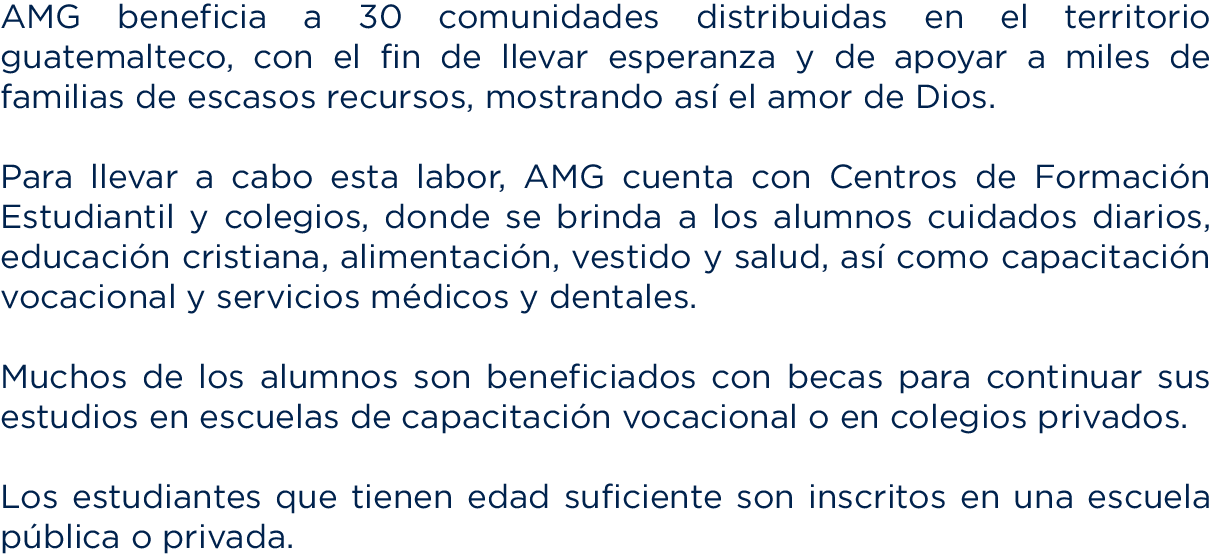 AMG beneficia a 30 comunidades distribuidas en el territorio
guatemalteco, con el fin de llevar esperanza y de apoyar a miles de
familias de escasos recursos, mostrando así el amor de Dios.
Para llevar a cabo esta labor, AMG cuenta con Centros de Formación
Estudiantil y colegios, donde se brinda a los alumnos cuidados diarios,
educación cristiana, alimentación, vestido y salud, así como capacitación
vocacional y servicios médicos y dentales.
Muchos de los alumnos son beneficiados con becas para continuar sus
estudios en escuelas de capacitación vocacional o en colegios privados.
Los estudiantes que tienen edad suficiente son inscritos en una escuela
pública o privada.